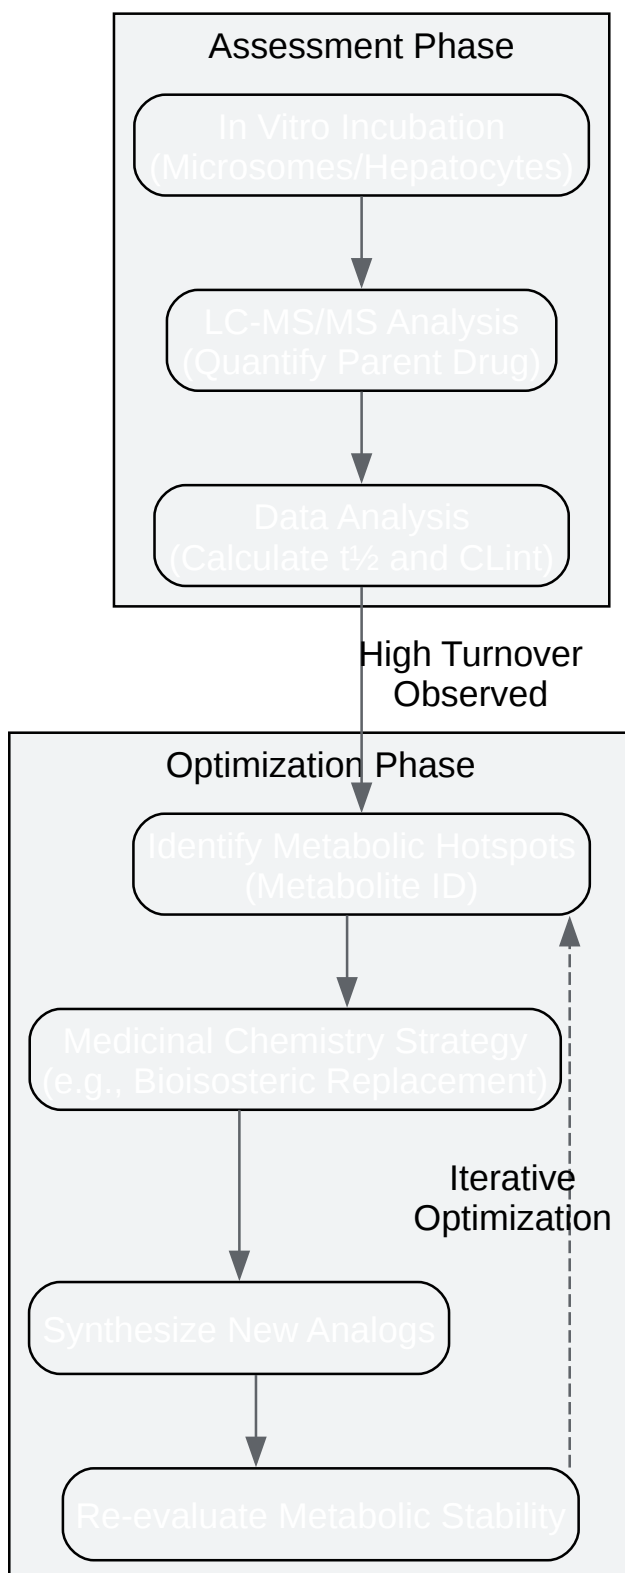 Assessment Phase
In Vitro Incubation
(Microsomes/Hepatocytes)
LC-MS/MS Analysis
(Quantify Parent Drug)
Data Analysis
(Calculate t½ and CLint)
High Turnover
Observed
Optimization Phase
Identify Metabolic Hotspots
(Metabolite ID)
Medicinal Chemistry Strategy
(e.g., Bioisosteric Replacement)
Iterative
Optimization
Synthesize New Analogs
Re-evaluate Metabolic Stability